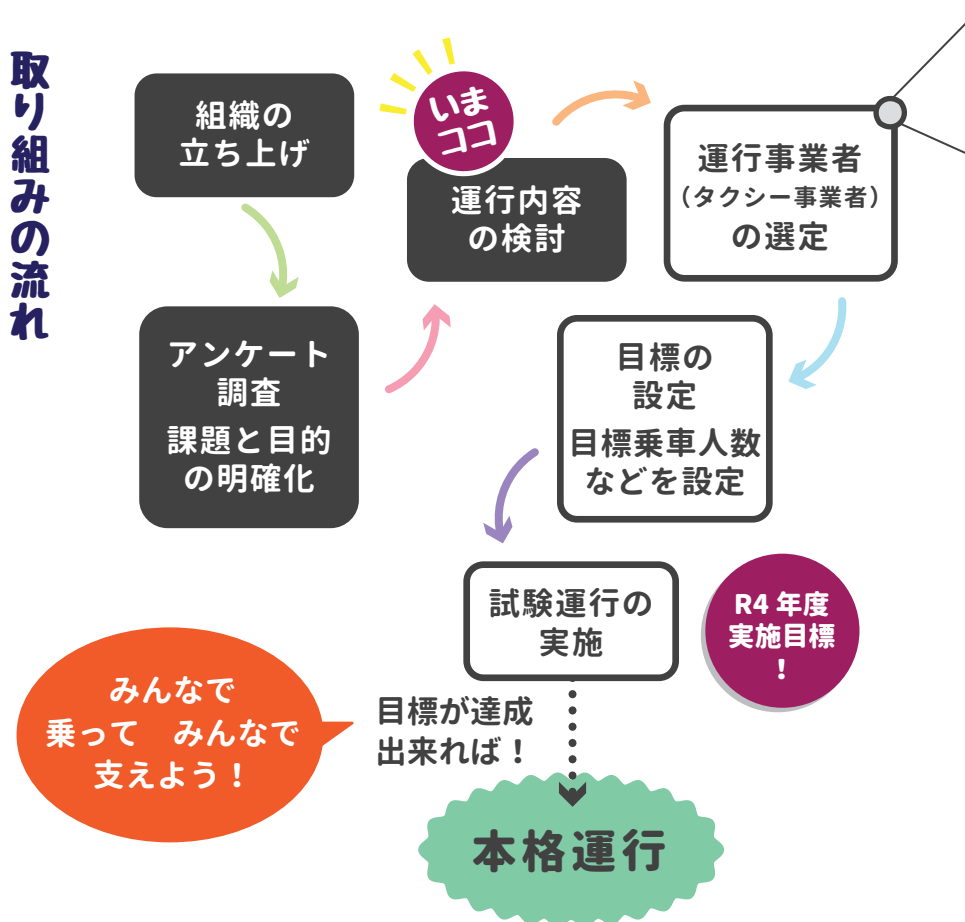 取り組みの流れ
組織の
立ち上げ
アンケート
調査
課題と目的
の明確化
いま
ココ
運行内容
の検討
運行事業者
（タクシー事業者）
の選定
目標の
設定
目標乗車人数
などを設定
試験運行の
実施
R4 年度
実施目標
！
目標が達成
出来れば！
みんなで
乗って　みんなで
支えよう！
本格運行